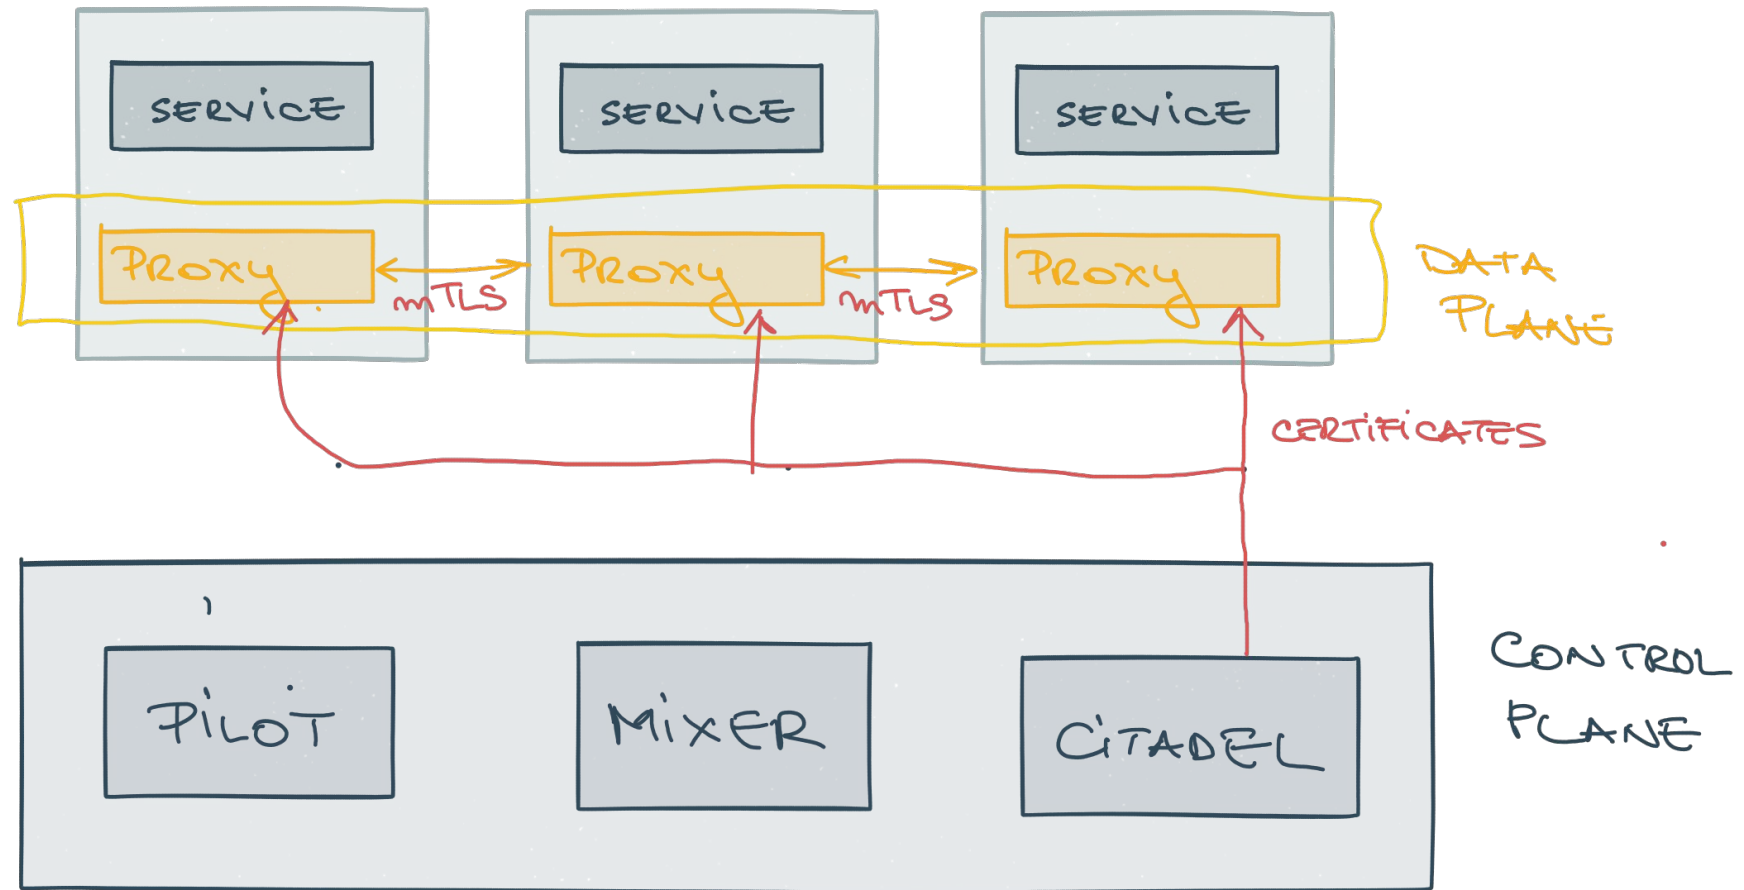 SERViCE
SERViCE
SERViCE
PROXY
PROXY
PROXY
mTLS
mTLS
DATA
PLANE
CERTiFiCATES
PiLOT
MiXER
CiTADEL
CONTROL
PLANE